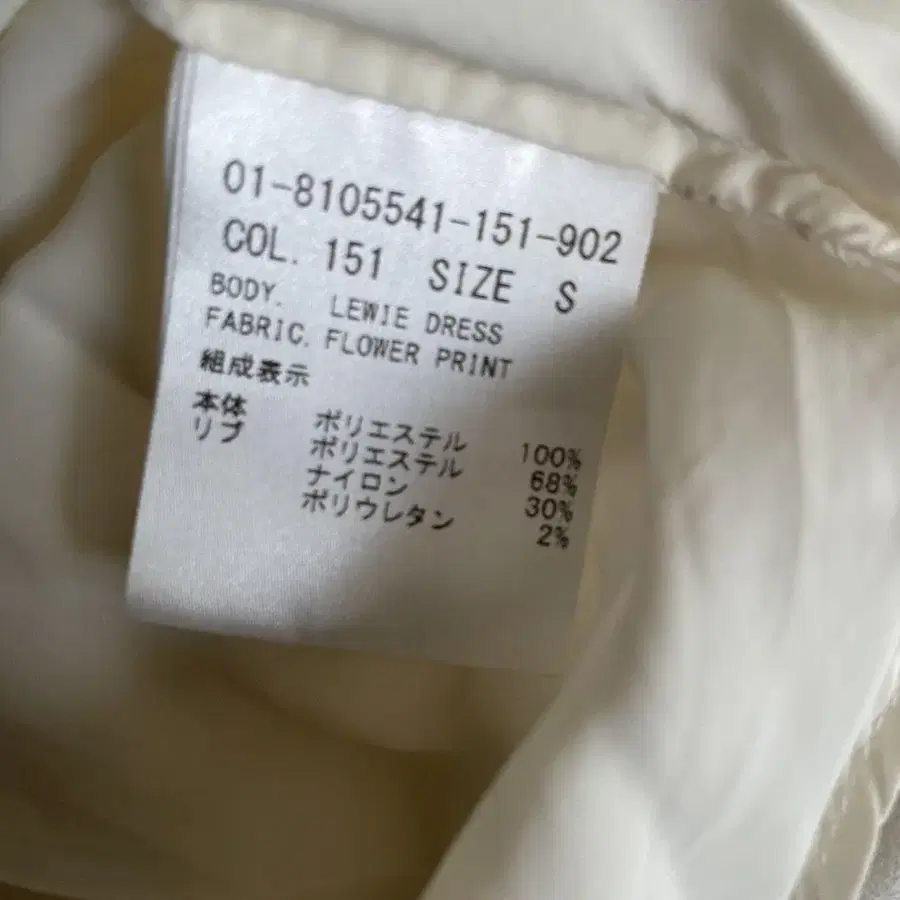 01-8105541-151-902
COL. 151 SIZE S
BODY. LEWIE DRESS
FABRIC. FLOWER PRINT
組成表示
本体 ポリエステル 100%
リブ ポリエステル 68%
ナイロン 30%
ポリウレタン 2%